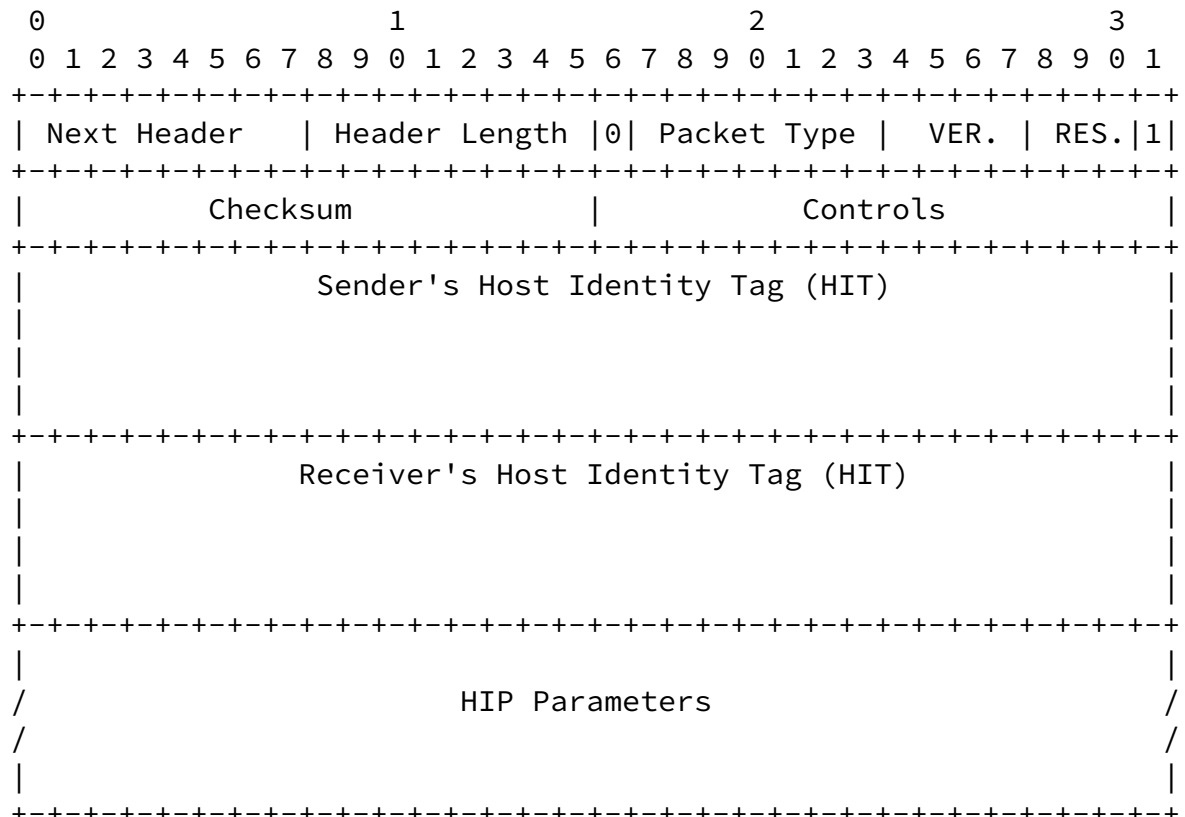 0                   1                   2                   3
0 1 2 3 4 5 6 7 8 9 0 1 2 3 4 5 6 7 8 9 0 1 2 3 4 5 6 7 8 9 0 1
+-+-+-+-+-+-+-+-+-+-+-+-+-+-+-+-+-+-+-+-+-+-+-+-+-+-+-+-+-+-+-+-+
| Next Header   | Header Length |0| Packet Type |  VER. | RES.|1|
+-+-+-+-+-+-+-+-+-+-+-+-+-+-+-+-+-+-+-+-+-+-+-+-+-+-+-+-+-+-+-+-+
|          Checksum             |           Controls            |
+-+-+-+-+-+-+-+-+-+-+-+-+-+-+-+-+-+-+-+-+-+-+-+-+-+-+-+-+-+-+-+-+
|                Sender's Host Identity Tag (HIT)               |
|                                                               |
|                                                               |
|                                                               |
+-+-+-+-+-+-+-+-+-+-+-+-+-+-+-+-+-+-+-+-+-+-+-+-+-+-+-+-+-+-+-+-+
|               Receiver's Host Identity Tag (HIT)              |
|                                                               |
|                                                               |
|                                                               |
+-+-+-+-+-+-+-+-+-+-+-+-+-+-+-+-+-+-+-+-+-+-+-+-+-+-+-+-+-+-+-+-+
|                                                               |
/                        HIP Parameters                         /
/                                                               /
|                                                               |
+-+-+-+-+-+-+-+-+-+-+-+-+-+-+-+-+-+-+-+-+-+-+-+-+-+-+-+-+-+-+-+-+